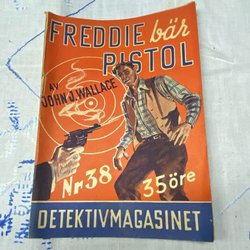 FREDDIE bär
PISTOL
AV
JOHN J. WALLACE
Nr 38
35 öre
DETEKTIVMAGASINET